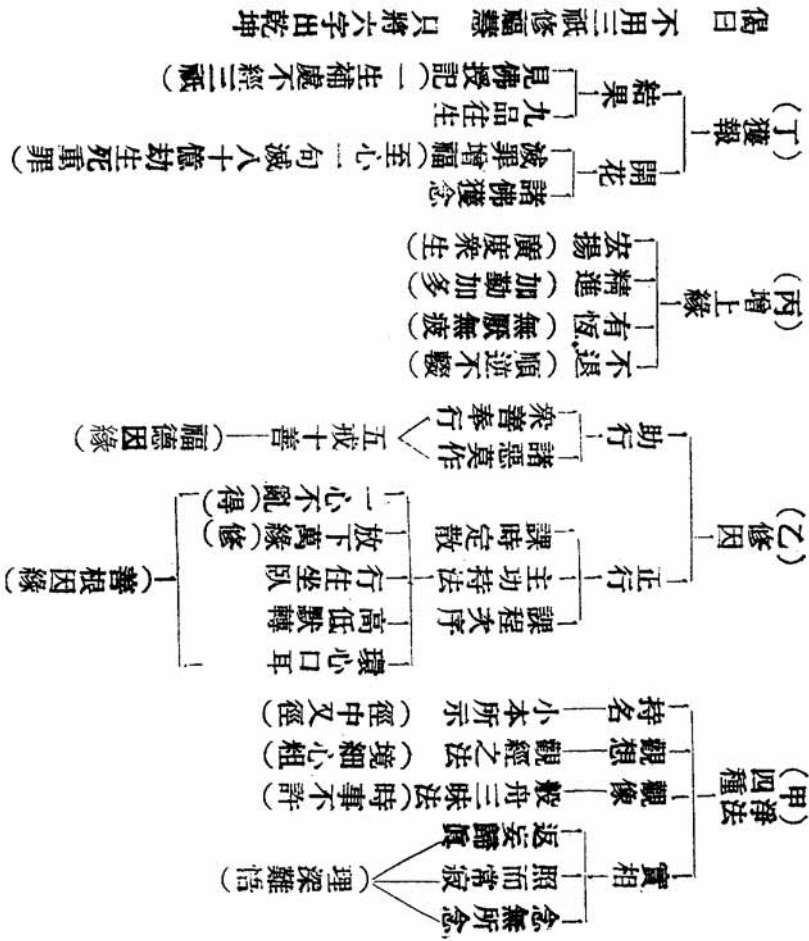 (甲)淨法四種
實相
念無所念
照而常寂
返妄歸眞
(理深難悟)
觀像 般舟三昧法(時事不許)
觀想 觀經之法(境細心粗)
持名 小本所示(徑中又徑)
(乙)修因
正行
課程次序
主功持法
課時定散
環心口耳
高低默轉
行住坐臥
放下萬緣(修)
一心不亂(得)
(善根因緣)
助行
諸惡莫作
衆善奉行
五戒十善 (福德因緣)
(丙)增上緣
不退(順逆不輟)
有恆(無厭無疲)
精進(加勤加多)
宏揚(廣度衆生)
(丁)獲報
開花
諸佛獲念
滅罪增福(至心一句滅八十億劫生死重罪)
結果
九品往生
見佛授記(一生補處不經三祇)
偈曰 不用三祇修福慧 只將六字出乾坤